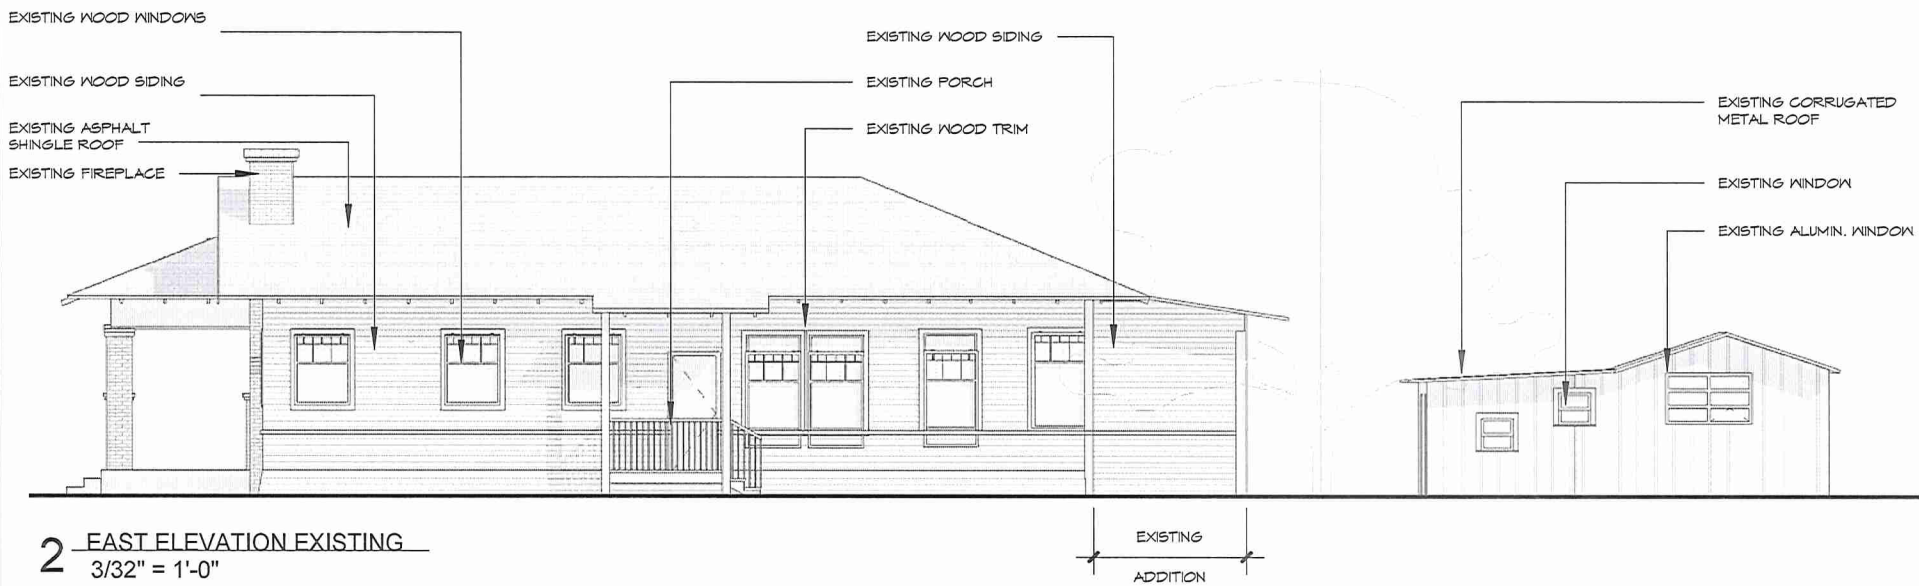 EXISTING WOOD WINDOWS
EXISTING WOOD SIDING
EXISTING ASPHALT
SHINGLE ROOF
EXISTING FIREPLACE
EXISTING WOOD SIDING
EXISTING PORCH
EXISTING WOOD TRIM
EXISTING CORRUGATED
METAL ROOF
EXISTING WINDOW
EXISTING ALUMIN. WINDOW
2 EAST ELEVATION EXISTING
3/32" = 1'-0"
EXISTING
ADDITION